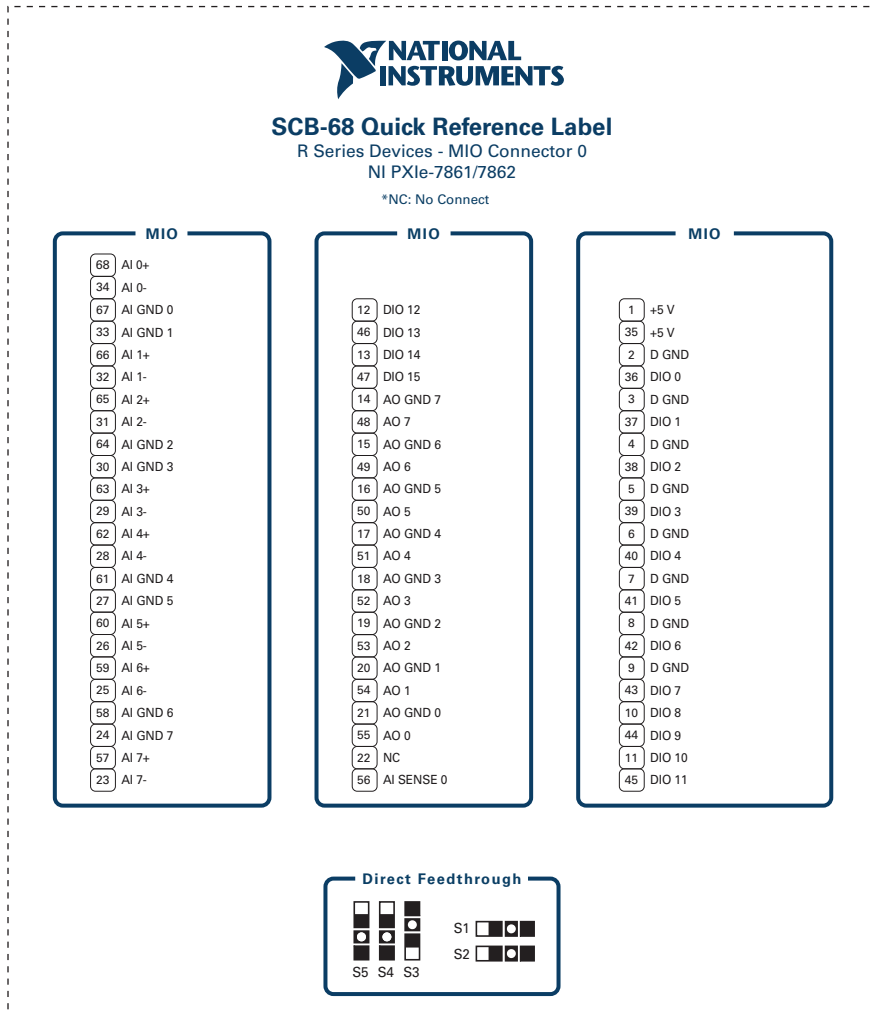 NATIONAL
INSTRUMENTS
SCB-68 Quick Reference Label
R Series Devices - MIO Connector 0
NI PXIe-7861/7862
*NC: No Connect
MIO
68 AI 0+
34 AI 0-
67 AI GND 0
33 AI GND 1
66 AI 1+
32 AI 1-
65 AI 2+
31 AI 2-
64 AI GND 2
30 AI GND 3
63 AI 3+
29 AI 3-
62 AI 4+
28 AI 4-
61 AI GND 4
27 AI GND 5
60 AI 5+
26 AI 5-
59 AI 6+
25 AI 6-
58 AI GND 6
24 AI GND 7
57 AI 7+
23 AI 7-
MIO
12 DIO 12
46 DIO 13
13 DIO 14
47 DIO 15
14 AO GND 7
48 AO 7
15 AO GND 6
49 AO 6
16 AO GND 5
50 AO 5
17 AO GND 4
51 AO 4
18 AO GND 3
52 AO 3
19 AO GND 2
53 AO 2
20 AO GND 1
54 AO 1
21 AO GND 0
55 AO 0
22 NC
56 AI SENSE 0
MIO
1 +5 V
35 +5 V
2 D GND
36 DIO 0
3 D GND
37 DIO 1
4 D GND
38 DIO 2
5 D GND
39 DIO 3
6 D GND
40 DIO 4
7 D GND
41 DIO 5
8 D GND
42 DIO 6
9 D GND
43 DIO 7
10 DIO 8
44 DIO 9
11 DIO 10
45 DIO 11
Direct Feedthrough
S1
S2
S5 S4 S3